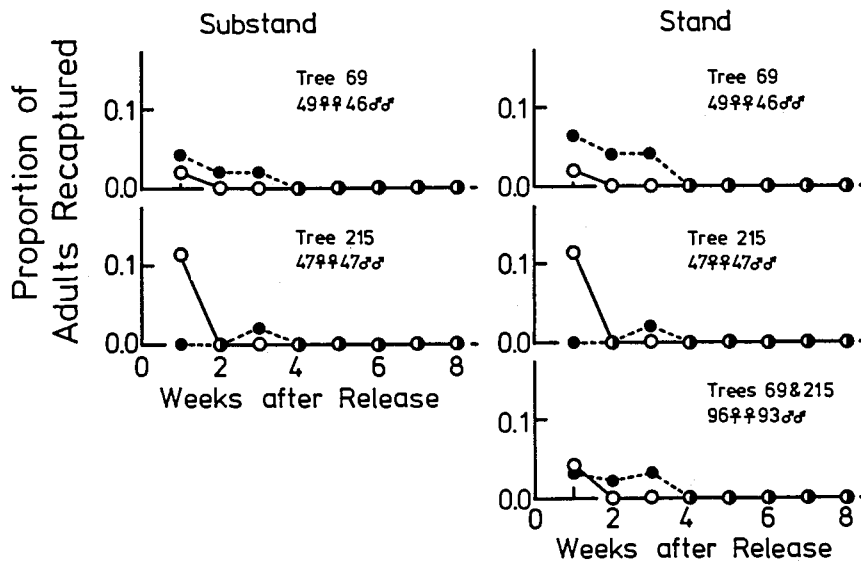 Substand
Stand
Proportion of
Adults Recaptured
Tree 69
49♀♀46♂♂
0.1
0.0
Tree 69
49♀♀46♂♂
0.1
0.0
Tree 215
47♀♀47♂♂
0.1
0.0
0 2 4 6 8
Weeks after Release
Tree 215
47♀♀47♂♂
0.1
0.0
Trees 69&215
96♀♀93♂♂
0.1
0.0
0 2 4 6 8
Weeks after Release